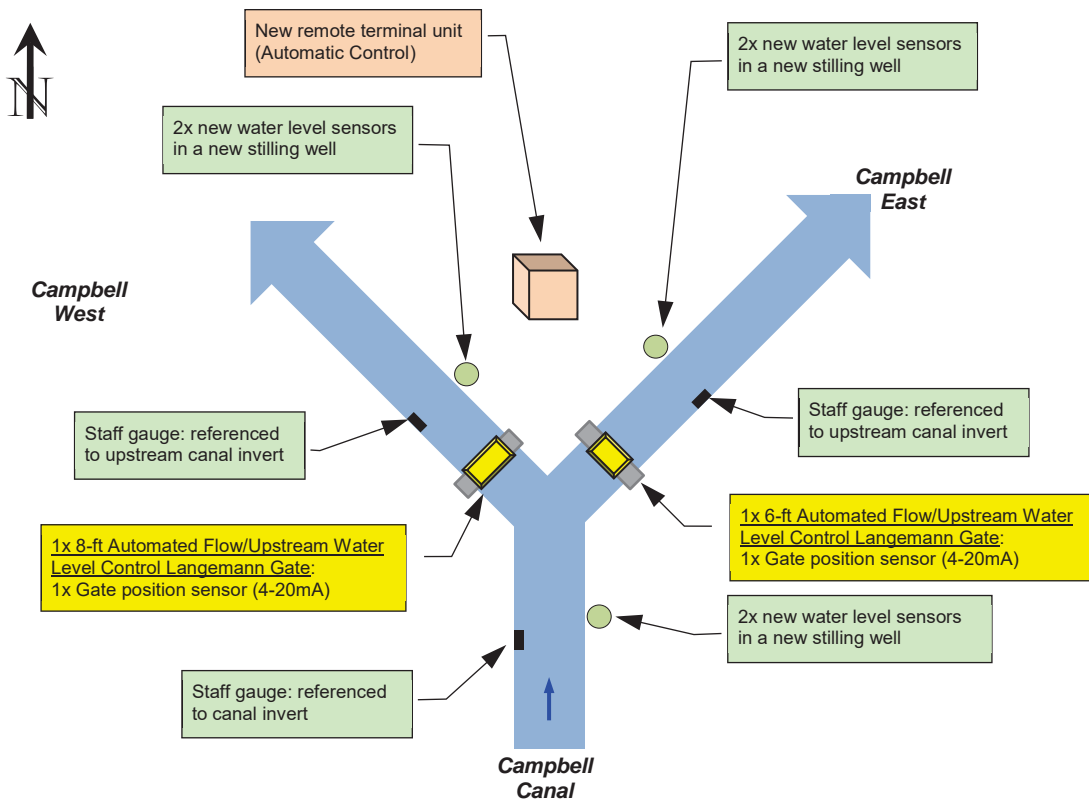 N
New remote terminal unit
(Automatic Control)
2x new water level sensors
in a new stilling well
2x new water level sensors
in a new stilling well
Campbell
East
Campbell
West
Staff gauge: referenced
to upstream canal invert
Staff gauge: referenced
to upstream canal invert
1x 8-ft Automated Flow/Upstream Water
Level Control Langemann Gate:
1x Gate position sensor (4-20mA)
1x 6-ft Automated Flow/Upstream Water
Level Control Langemann Gate:
1x Gate position sensor (4-20mA)
2x new water level sensors
in a new stilling well
Staff gauge: referenced
to canal invert
Campbell
Canal